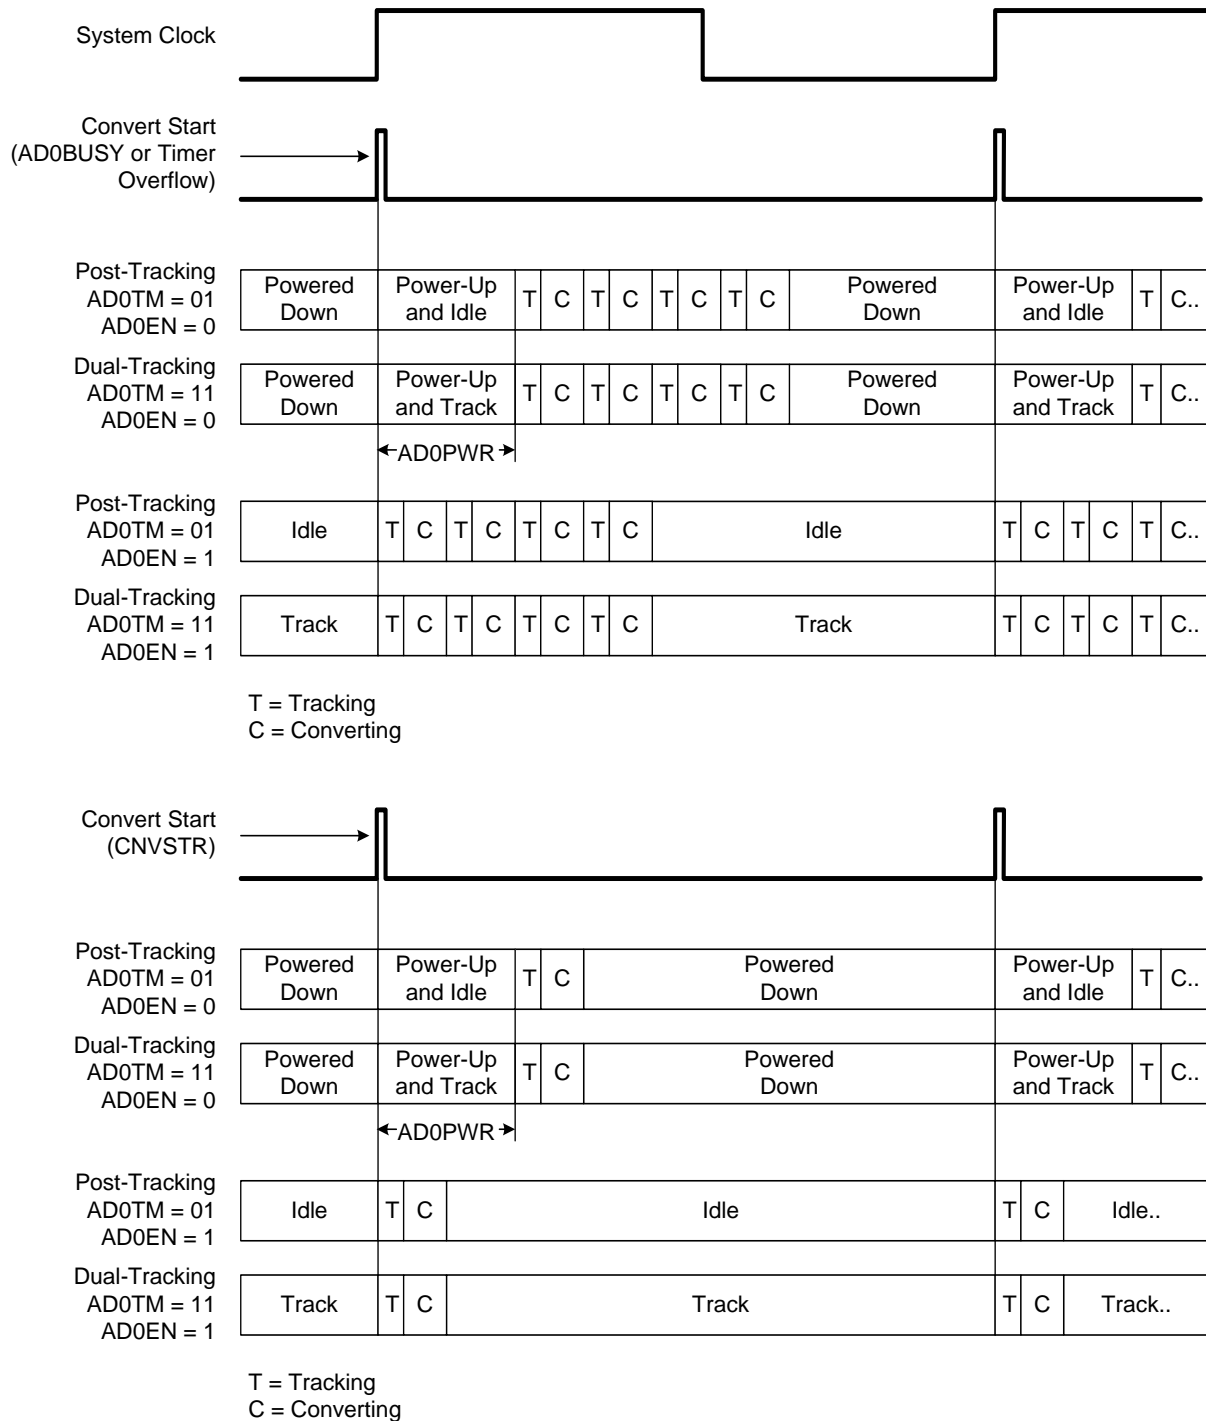 System Clock
Convert Start
(AD0BUSY or Timer
Overflow)
Post-Tracking
AD0TM = 01
AD0EN = 0
Powered
Down
Power-Up
and Idle
T C T C T C T C
Powered
Down
Power-Up
and Idle
T C..
Dual-Tracking
AD0TM = 11
AD0EN = 0
Powered
Down
Power-Up
and Track
T C T C T C T C
Powered
Down
Power-Up
and Track
T C..
AD0PWR
Post-Tracking
AD0TM = 01
AD0EN = 1
Idle T C T C T C T C Idle T C T C T C..
Dual-Tracking
AD0TM = 11
AD0EN = 1
Track T C T C T C T C Track T C T C T C..
T = Tracking
C = Converting
Convert Start
(CNVSTR)
Post-Tracking
AD0TM = 01
AD0EN = 0
Powered
Down
Power-Up
and Idle
T C
Powered
Down
Power-Up
and Idle
T C..
Dual-Tracking
AD0TM = 11
AD0EN = 0
Powered
Down
Power-Up
and Track
T C
Powered
Down
Power-Up
and Track
T C..
AD0PWR
Post-Tracking
AD0TM = 01
AD0EN = 1
Idle T C Idle T C Idle..
Dual-Tracking
AD0TM = 11
AD0EN = 1
Track T C Track T C Track..
T = Tracking
C = Converting